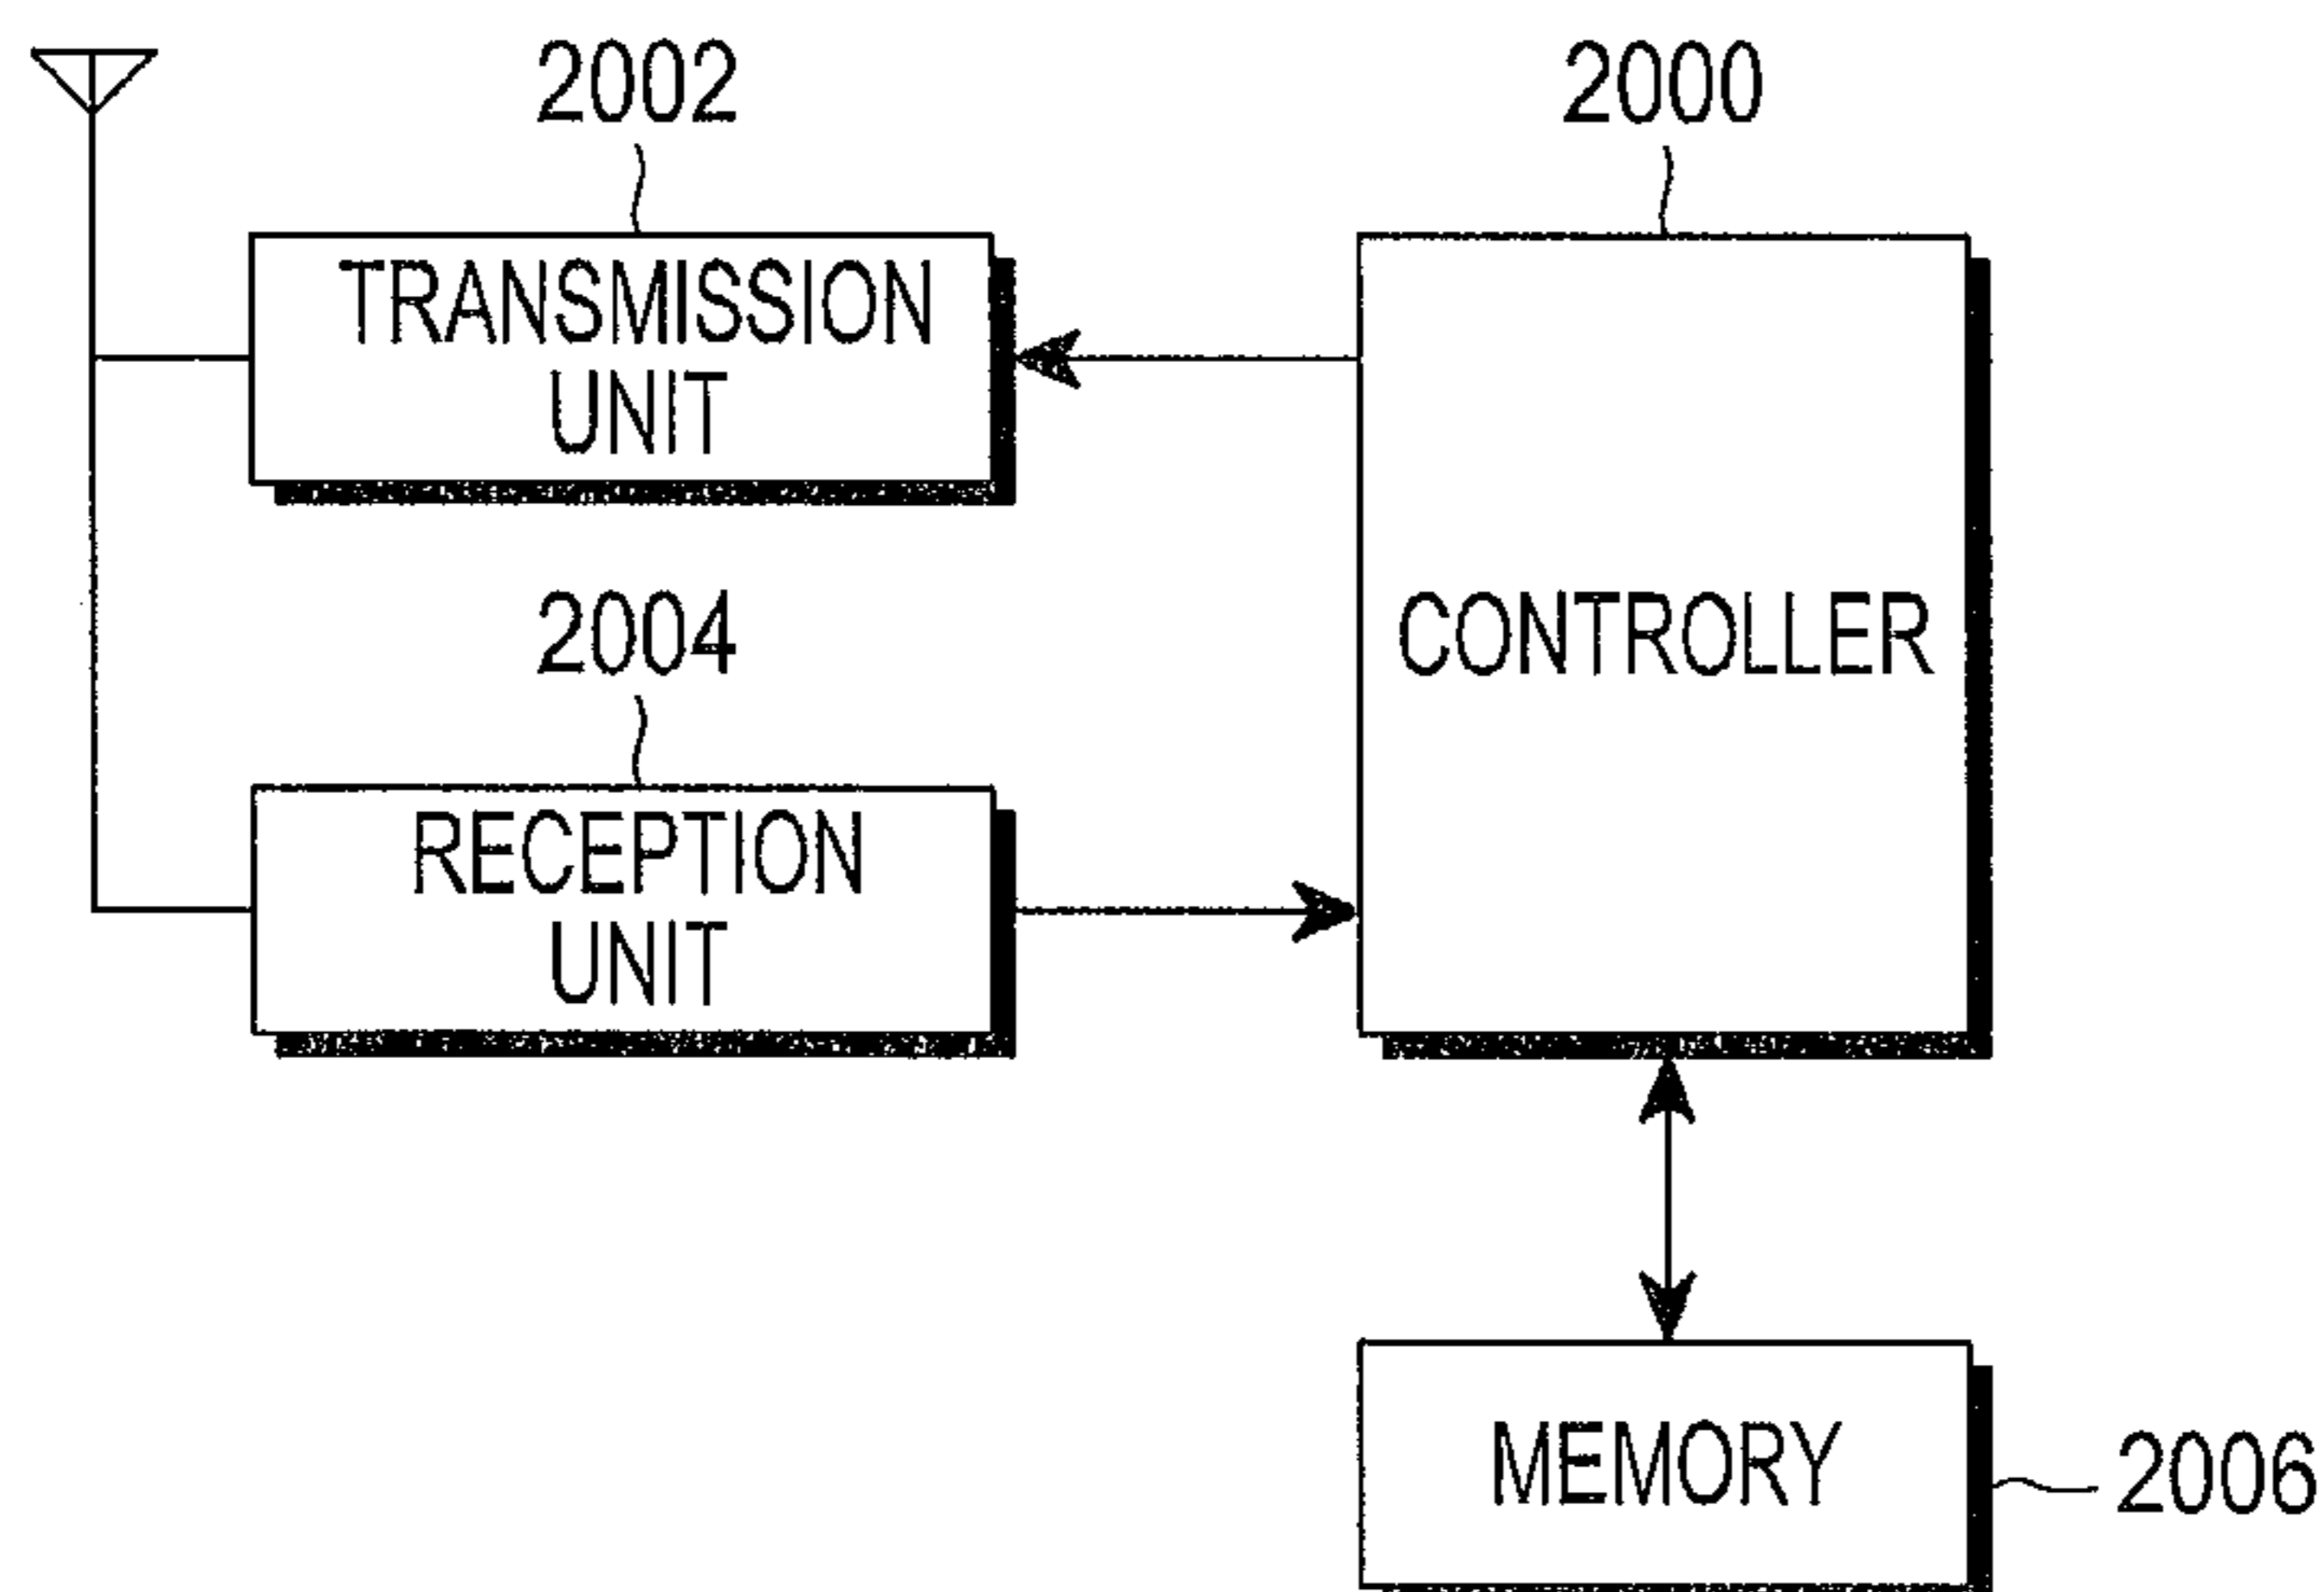 2002
2000
TRANSMISSION
UNIT
2004
CONTROLLER
RECEPTION
UNIT
MEMORY
2006